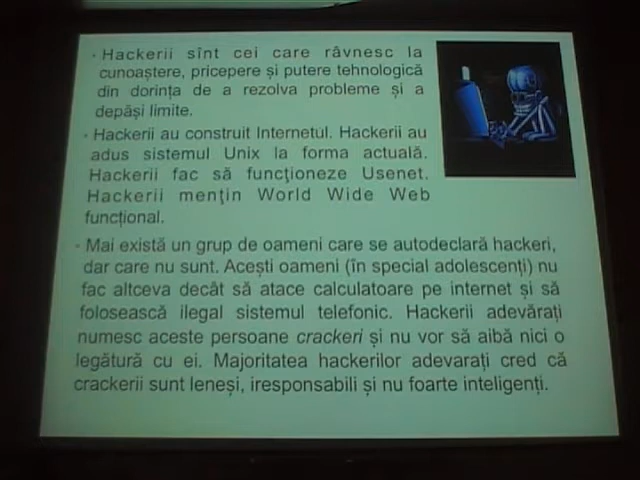 · Hackerii sînt cei care râvnesc la
cunoaștere, pricepere și putere tehnologică
din dorința de a rezolva probleme și a
depăși limite.
· Hackerii au construit Internetul. Hackerii au
adus sistemul Unix la forma actuală.
Hackerii fac să funcţioneze Usenet.
Hackerii menţin World Wide Web
funcțional.
· Mai există un grup de oameni care se autodeclară hackeri,
dar care nu sunt. Acești oameni (în special adolescenți) nu
fac altceva decât să atace calculatoare pe internet și să
folosească ilegal sistemul telefonic. Hackerii adevărați
numesc aceste persoane crackeri și nu vor să aibă nici o
legătură cu ei. Majoritatea hackerilor adevarați cred că
crackerii sunt leneși, iresponsabili și nu foarte inteligenți.